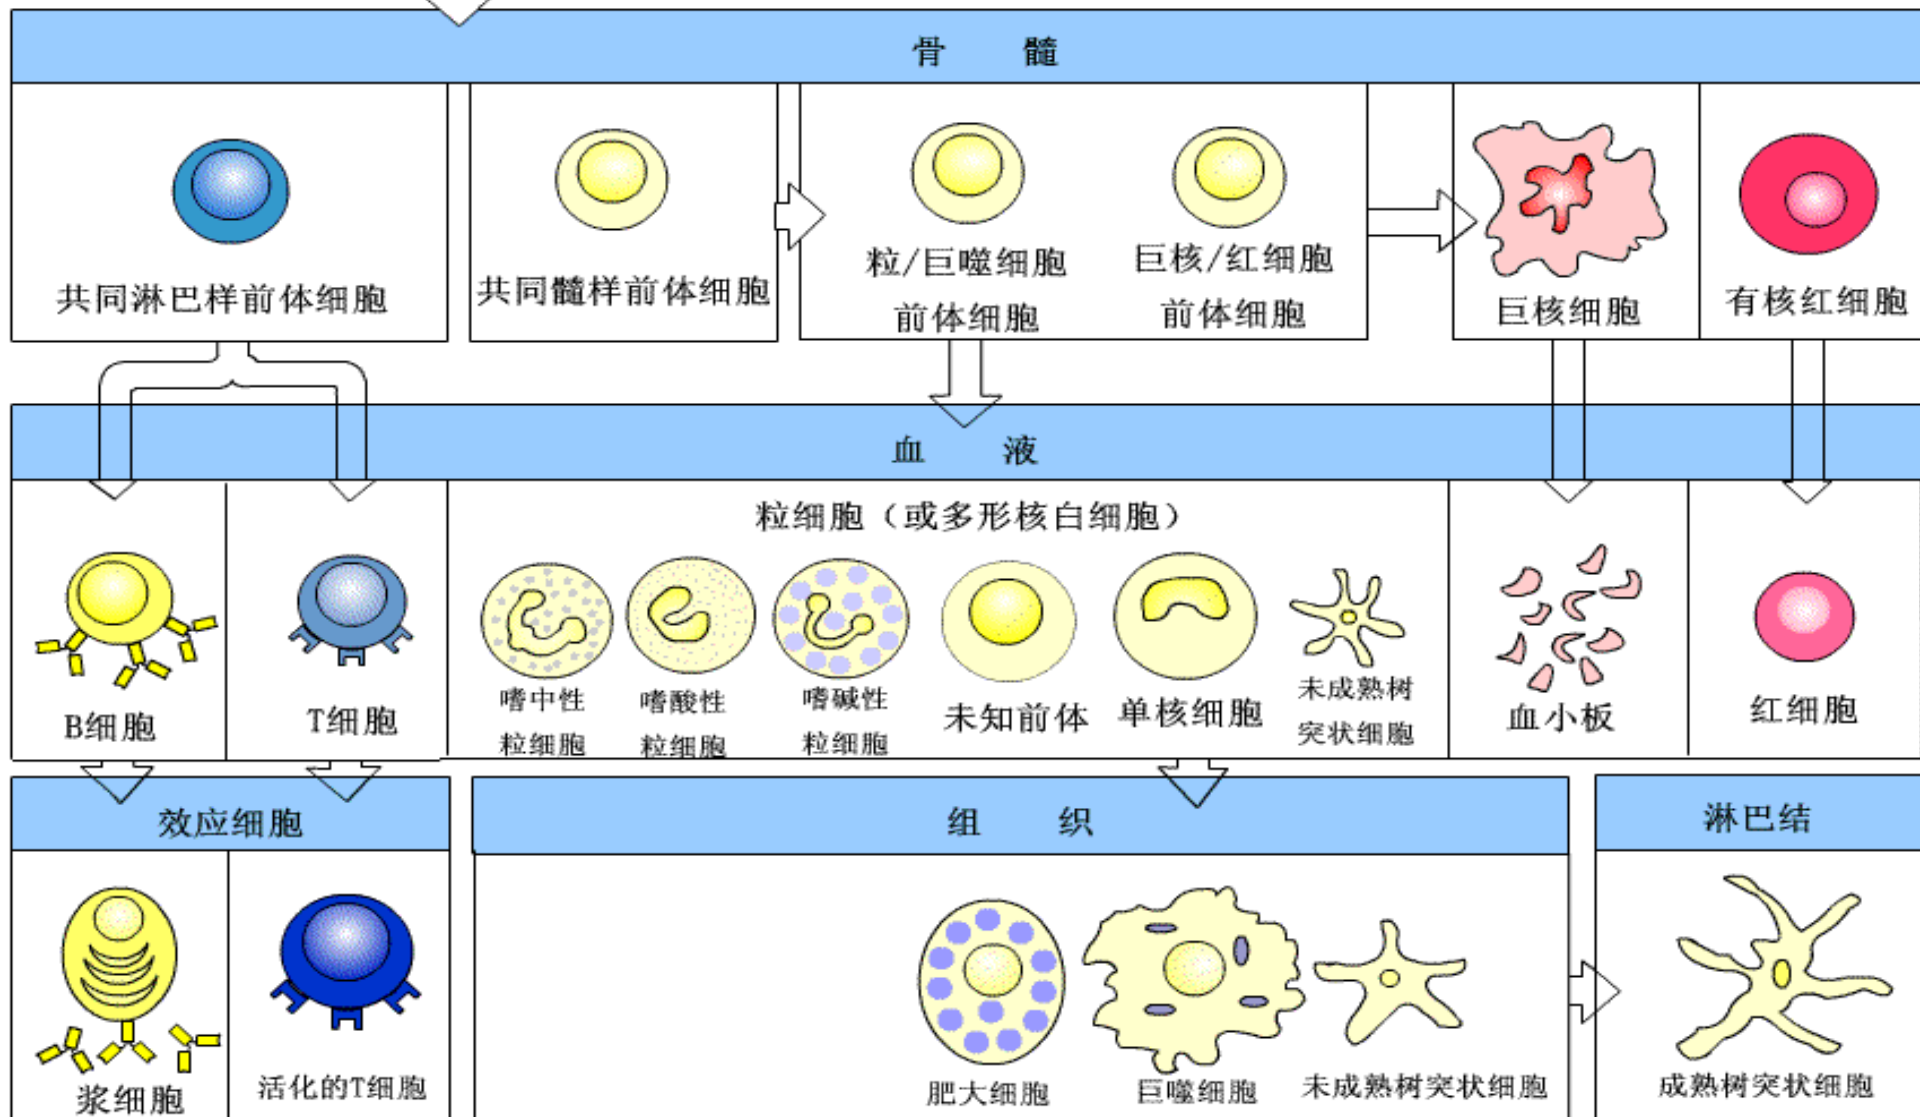 骨 髓
共同淋巴样前体细胞
共同髓样前体细胞
粒/巨噬细胞
前体细胞
巨核/红细胞
前体细胞
巨核细胞
有核红细胞
血 液
粒细胞（或多形核白细胞）
B细胞
T细胞
嗜中性
粒细胞
嗜酸性
粒细胞
嗜碱性
粒细胞
未知前体
单核细胞
未成熟树
突状细胞
血小板
红细胞
效应细胞
组 织
淋巴结
浆细胞
活化的T细胞
肥大细胞
巨噬细胞
未成熟树突状细胞
成熟树突状细胞